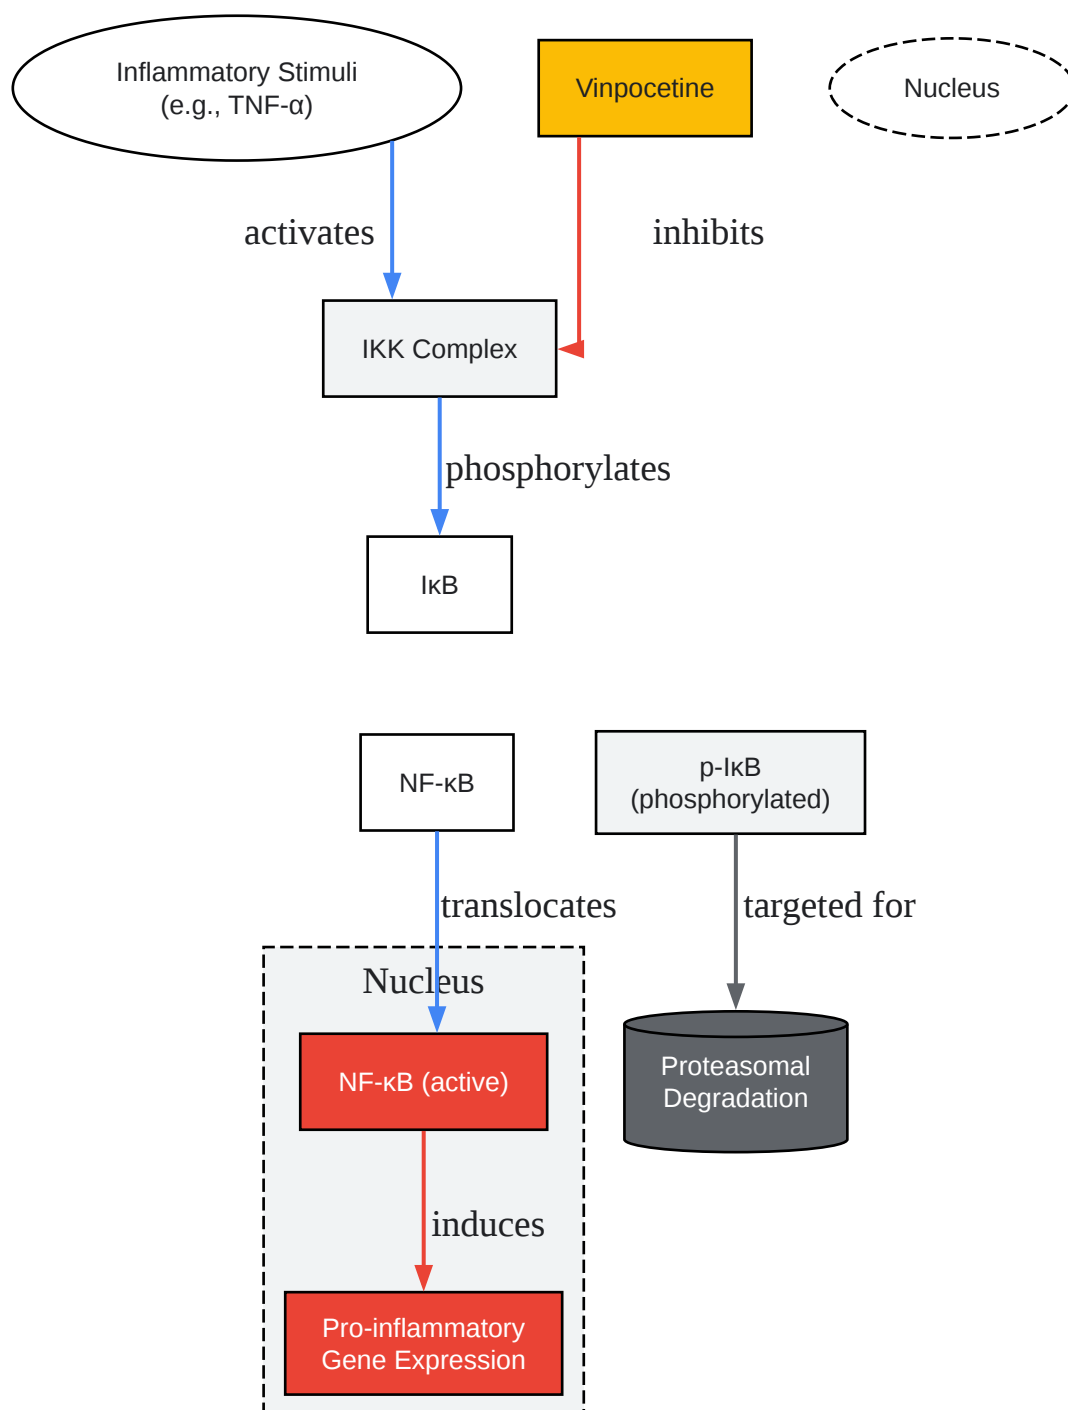 Inflammatory Stimuli
(e.g., TNF-α)
Vinpocetine
Nucleus
activates
inhibits
IKK Complex
phosphorylates
IκB
NF-κB
p-IκB
(phosphorylated)
translocates
targeted for
Nucleus
NF-κB (active)
Proteasomal
Degradation
induces
Pro-inflammatory
Gene Expression